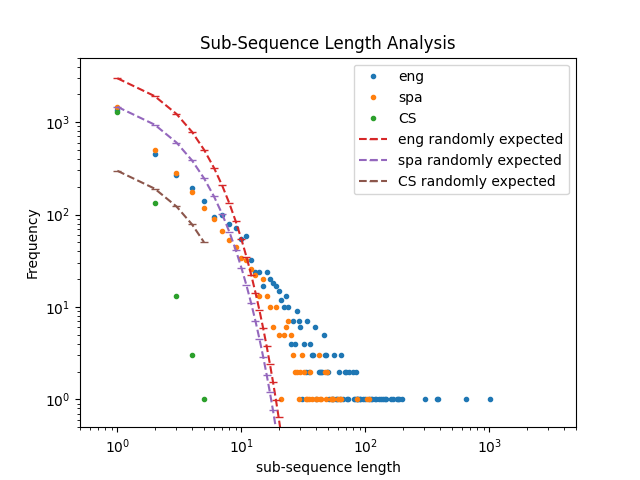 Sub-Sequence Length Analysis
eng
spa
CS
eng randomly expected
spa randomly expected
CS randomly expected
Frequency
10³
10²
10¹
10⁰
10⁰
10¹
10²
10³
sub-sequence length